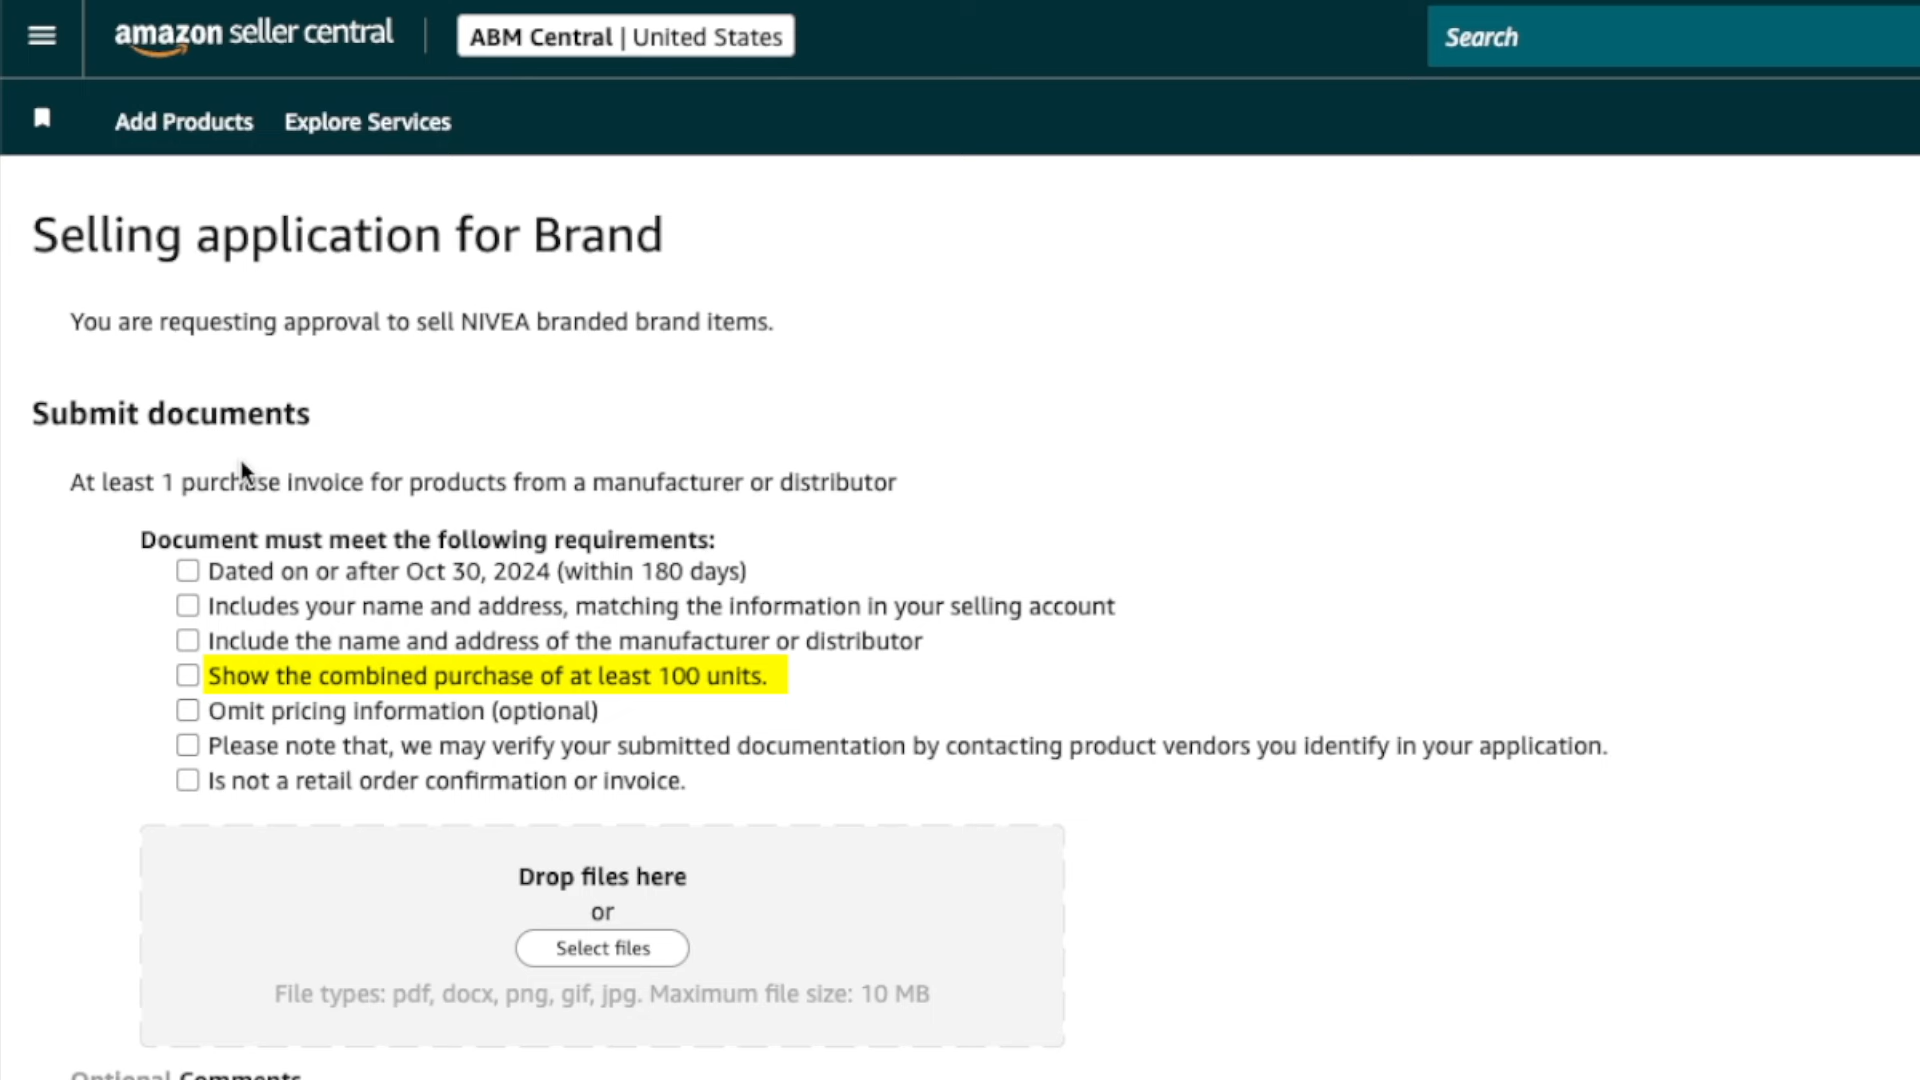 amazon seller central
ABM Central | United States
Search
Add Products
Explore Services
Selling application for Brand
You are requesting approval to sell NIVEA branded brand items.
Submit documents
At least 1 purchase invoice for products from a manufacturer or distributor
Document must meet the following requirements:
Dated on or after Oct 30, 2024 (within 180 days)
Includes your name and address, matching the information in your selling account
Include the name and address of the manufacturer or distributor
Show the combined purchase of at least 100 units.
Omit pricing information (optional)
Please note that, we may verify your submitted documentation by contacting product vendors you identify in your application.
Is not a retail order confirmation or invoice.
Drop files here
or
Select files
File types: pdf, docx, png, gif, jpg. Maximum file size: 10 MB
Optional Comments